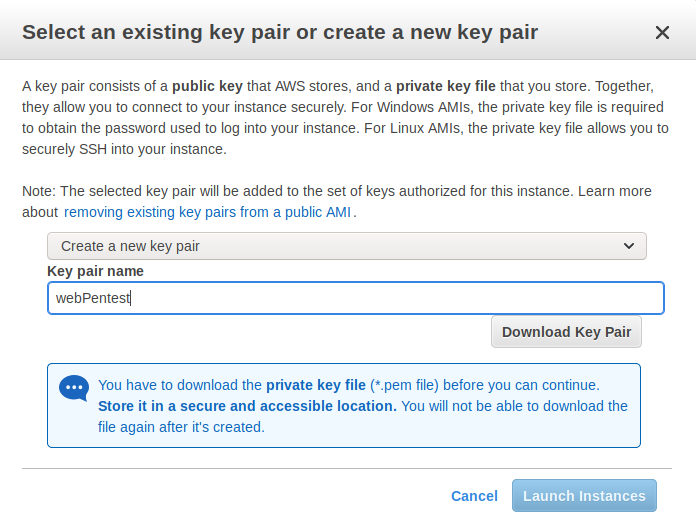 Select an existing key pair or create a new key pair
A key pair consists of a public key that AWS stores, and a private key file that you store. Together,
they allow you to connect to your instance securely. For Windows AMIs, the private key file is required
to obtain the password used to log into your instance. For Linux AMIs, the private key file allows you to
securely SSH into your instance.
Note: The selected key pair will be added to the set of keys authorized for this instance. Learn more
about removing existing key pairs from a public AMI.
Create a new key pair
Key pair name
webPentest
Download Key Pair
You have to download the private key file (*.pem file) before you can continue.
Store it in a secure and accessible location. You will not be able to download the
file again after it's created.
Cancel Launch Instances